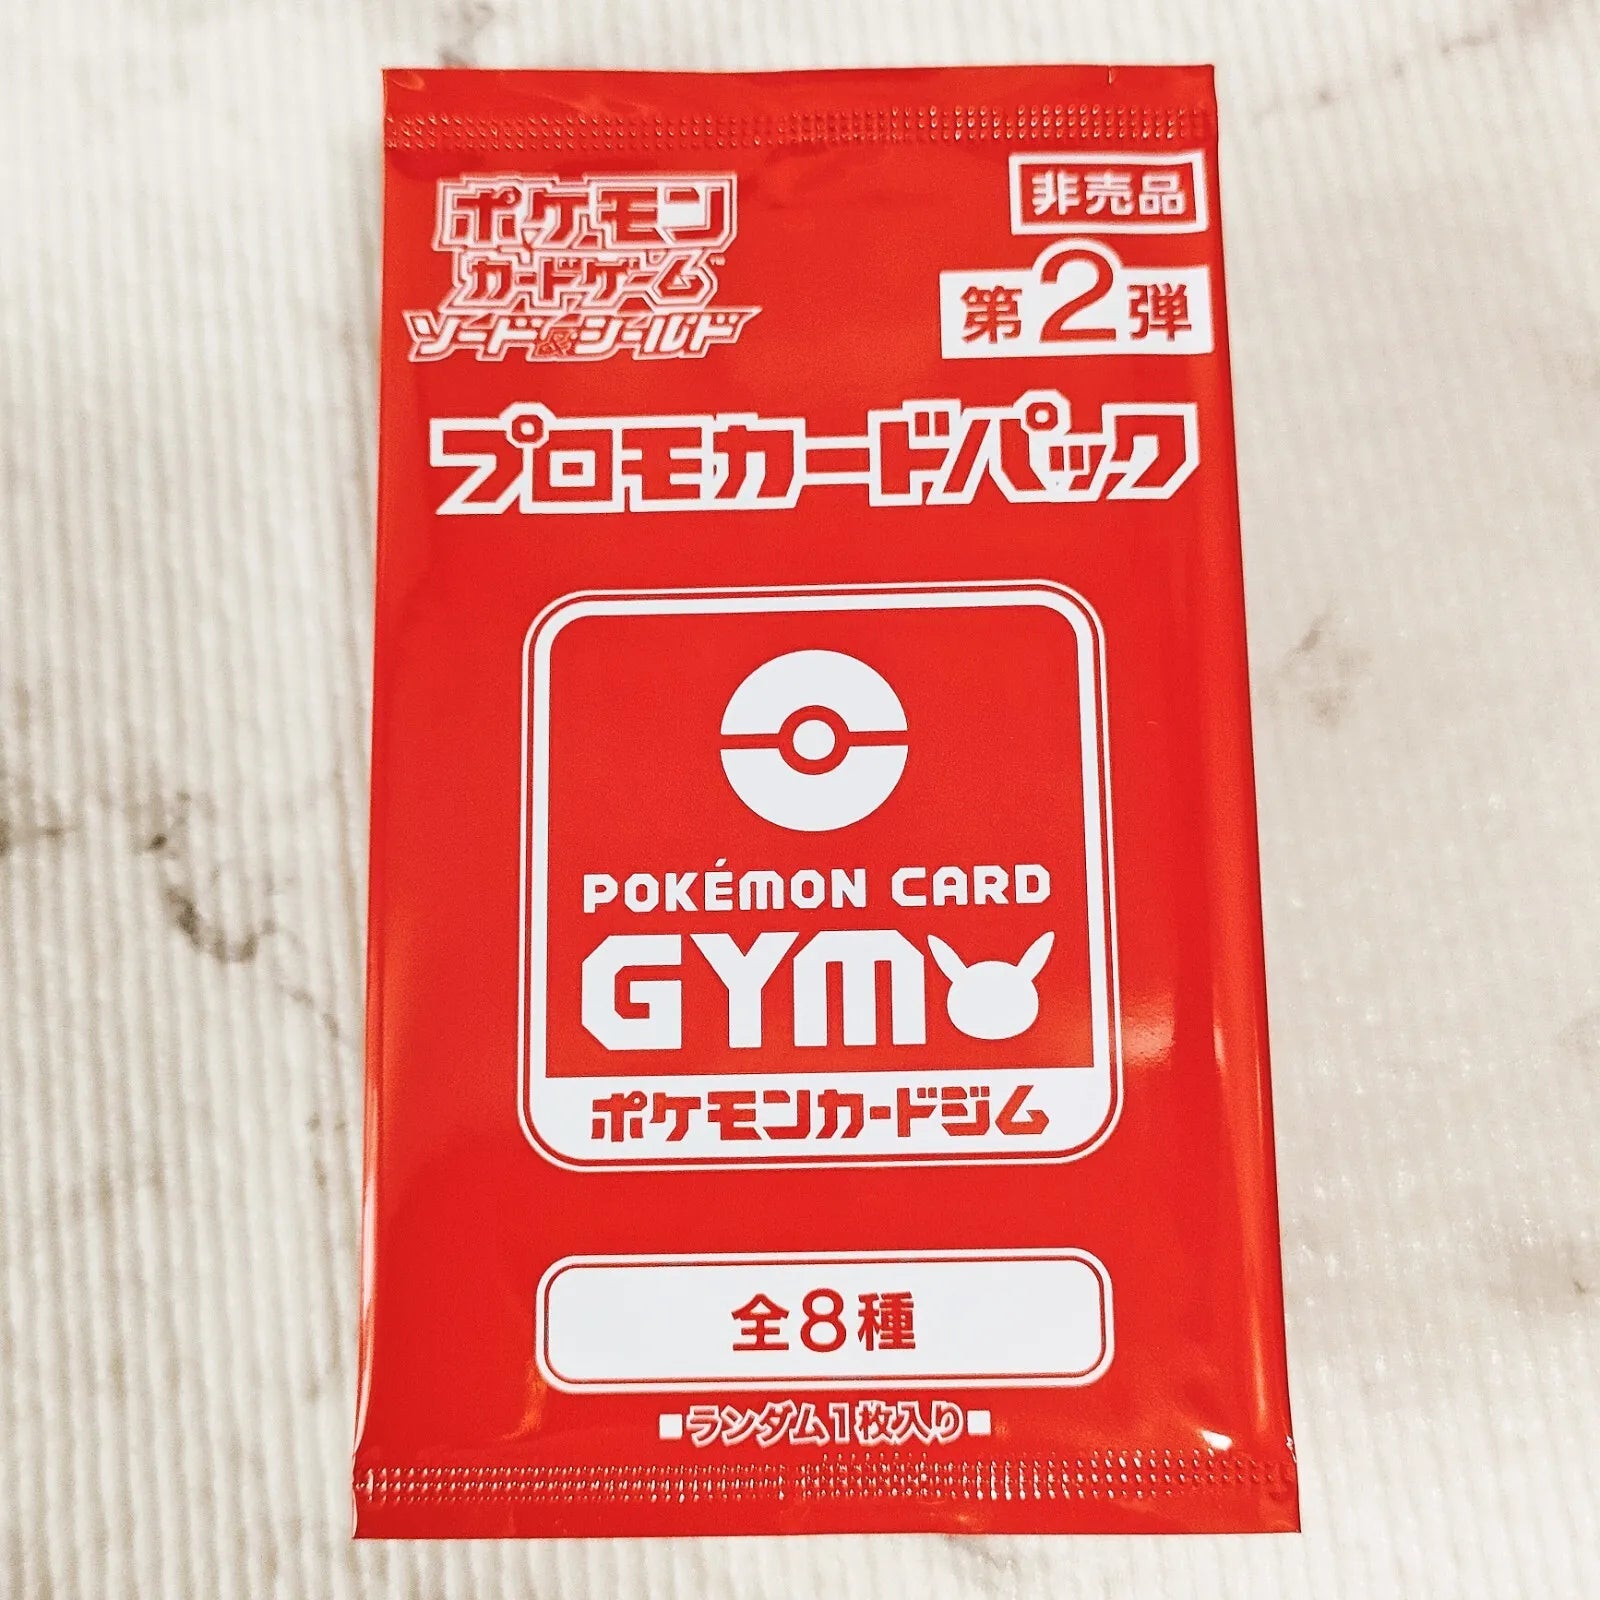 ポケモン
カードゲーム™
ソード&シールド
非売品
第2弾
プロモカードパック
POKÉMON CARD
GYM
ポケモンカードジム
全8種
■ランダム1枚入り■